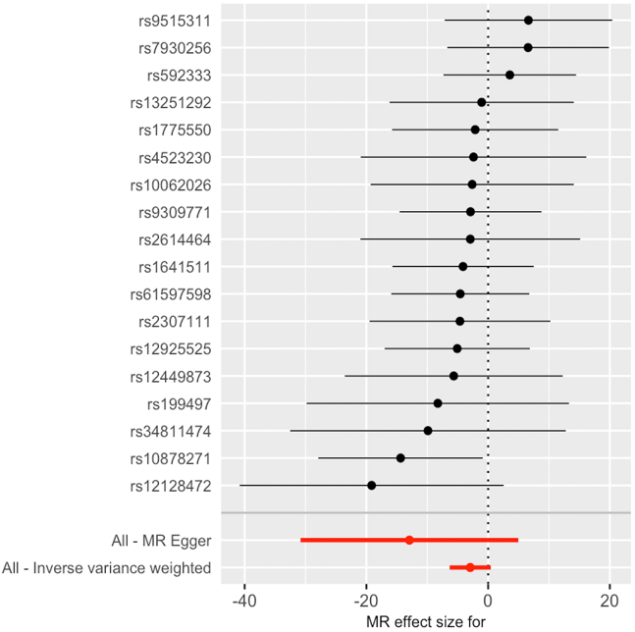 rs9515311
rs7930256
rs592333
rs13251292
rs1775550
rs4523230
rs10062026
rs9309771
rs2614464
rs1641511
rs61597598
rs2307111
rs12925525
rs12449873
rs199497
rs34811474
rs10878271
rs12128472
All - MR Egger
All - Inverse variance weighted
-40 -20 0 20
MR effect size for